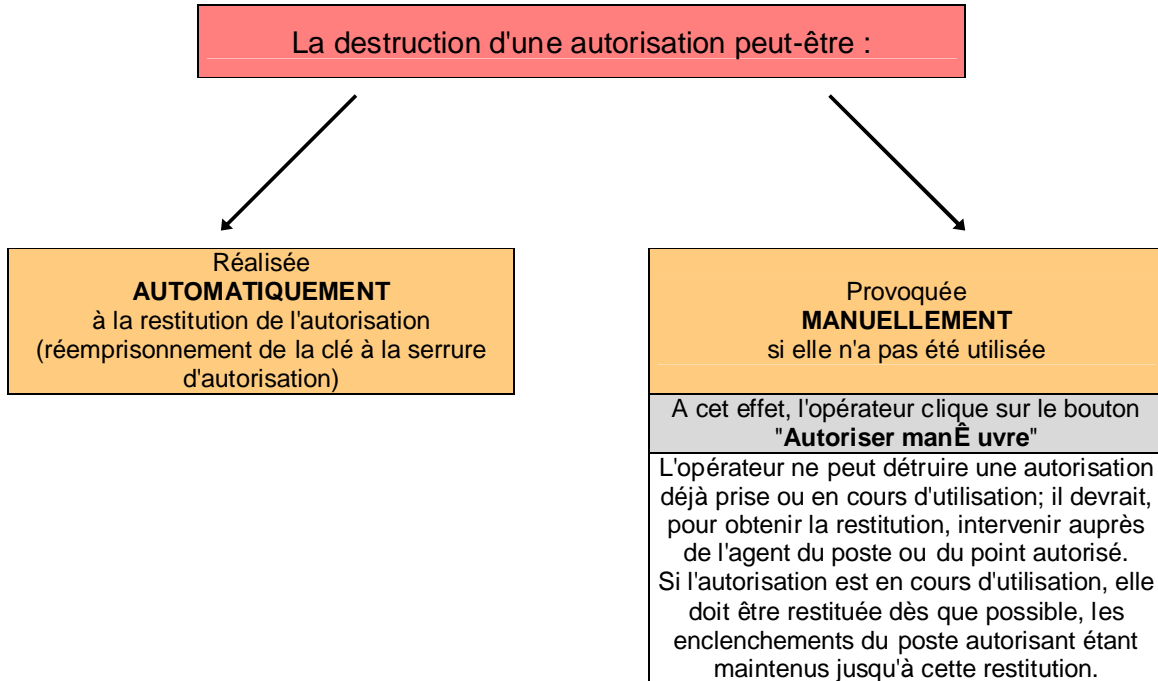 La destruction d'une autorisation peut-être :
Réalisée
AUTOMATIQUEMENT
à la restitution de l'autorisation
(réemprisonnement de la clé à la serrure
d'autorisation)
Provoquée
MANUELLEMENT
si elle n'a pas été utilisée
A cet effet, l'opérateur clique sur le bouton
"Autoriser manÊ uvre"
L'opérateur ne peut détruire une autorisation
déjà prise ou en cours d'utilisation; il devrait,
pour obtenir la restitution, intervenir auprès
de l'agent du poste ou du point autorisé.
Si l'autorisation est en cours d'utilisation, elle
doit être restituée dès que possible, les
enclenchements du poste autorisant étant
maintenus jusqu'à cette restitution.